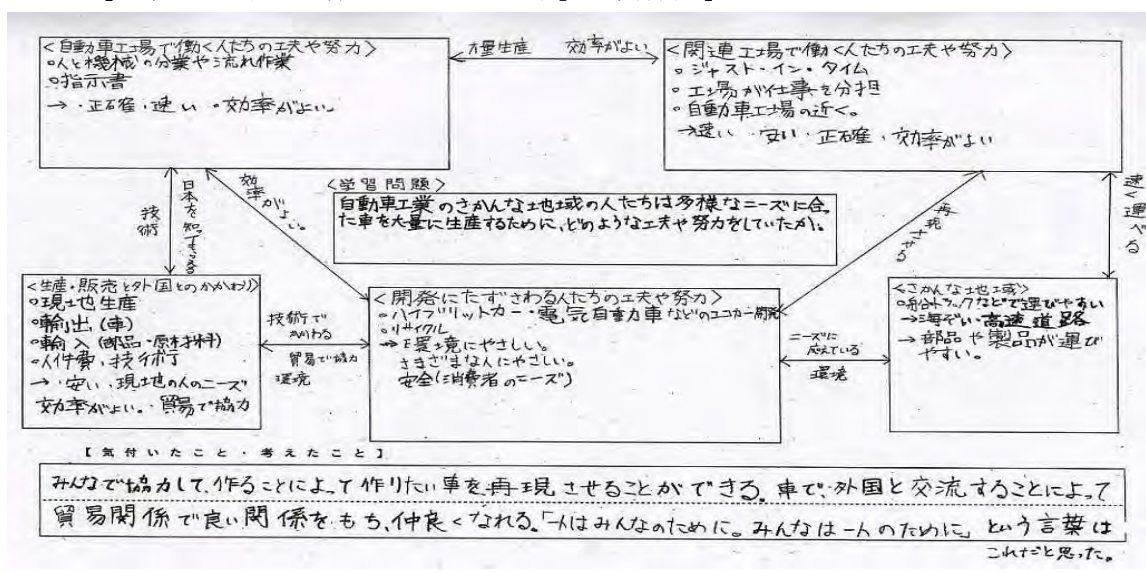 <自動車工場で働く人たちの工夫や努力>
○人と機械の分業や流れ作業
○指示書
→・正確・速い・効率がよい。
大量生産 効率がよい
<関連工場で働く人たちの工夫や努力>
○ジャスト・イン・タイム
○工場が仕事を分担
○自動車工場の近く。
→速い・安い・正確・効率がよい
技術
日本を知ってもらえる
効率がよい。
<学習問題>
自動車工業のさかんな地域の人たちは多様なニーズに合っ
た車を大量に生産するために、どのような工夫や努力をしていたか。
再現させる
速く運べる
<生産・販売と外国とのかかわり>
○現地生産
○輸出(車)
○輸入(部品・原材料)
○人件費、技術
→・安い・現地の人のニーズ
効率がよい。・貿易で協力
技術でかかわる
貿易で協力
環境
<開発にたずさわる人たちの工夫や努力>
○ハイブリットカー・電気自動車などのエコカー開発
○リサイクル
→環境にやさしい。
さまざまな人にやさしい。
安全(消費者のニーズ)
ニーズに
応えている
環境
<さかんな地域>
○船やトラックなどで運びやすい
→海ぞい・高速道路
→部品や製品が運び
やすい。
【気付いたこと・考えたこと】
みんなで協力して、作ることによって作りたい車を再現させることができる。車で、外国と交流することによって
貿易関係で良い関係をもち、仲良くなれる。「一人はみんなのために。みんなは一人のために」という言葉は
これだと思った。